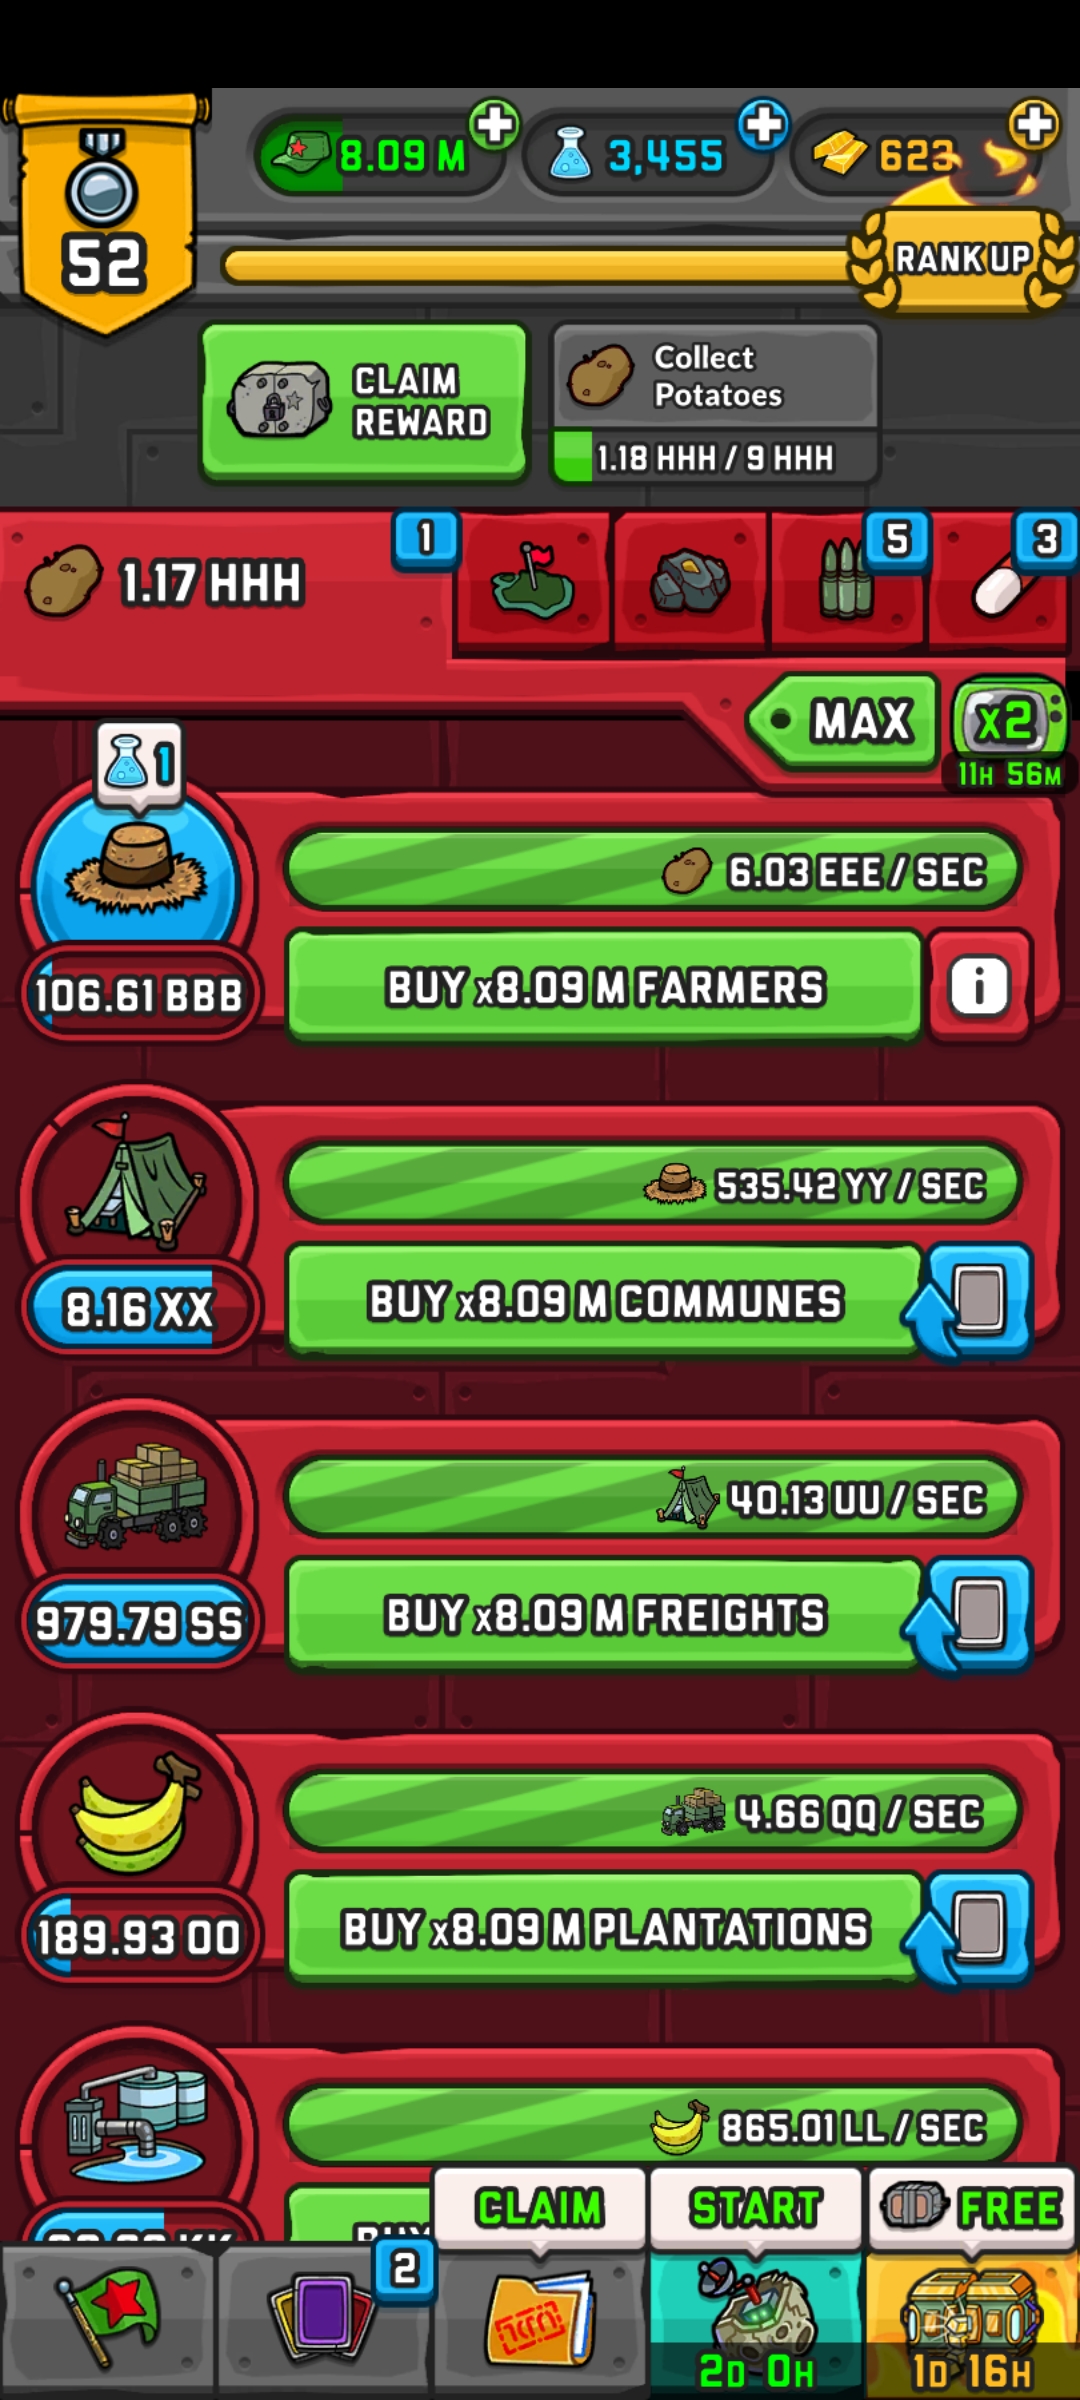 8.09 M
3,455
623
52
RANK UP
CLAIM
REWARD
Collect
Potatoes
1.18 HHH / 9 HHH
1.17 HHH
1
5
3
MAX
x2
11H 56M
1
6.03 EEE / SEC
106.61 BBB
BUY x8.09 M FARMERS
i
535.42 YY / SEC
8.16 XX
BUY x8.09 M COMMUNES
40.13 UU / SEC
979.79 SS
BUY x8.09 M FREIGHTS
4.66 QQ / SEC
189.93 OO
BUY x8.09 M PLANTATIONS
865.01 LL / SEC
BUY
CLAIM
START
FREE
2
2D 0H
1D 16H